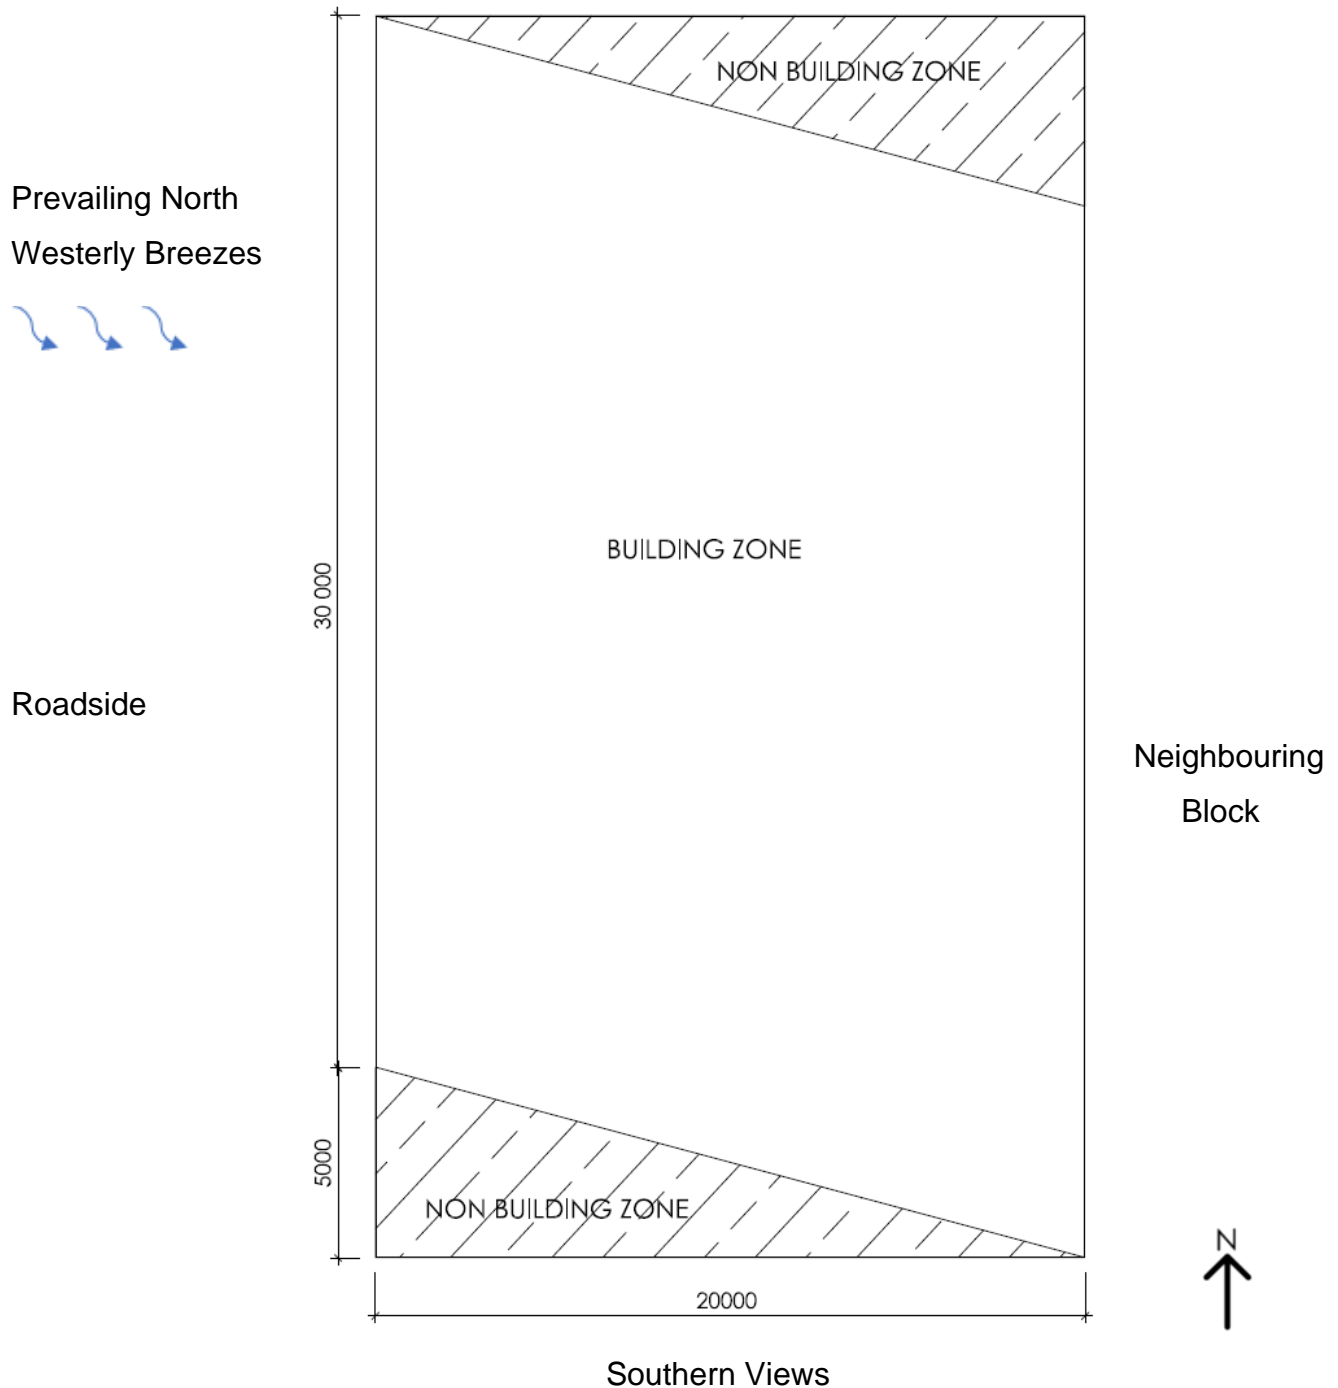 NON BUILDING ZONE
Prevailing North
Westerly Breezes
BUILDING ZONE
30 000
Roadside
Neighbouring
Block
5000
NON BUILDING ZONE
N
20000
Southern Views